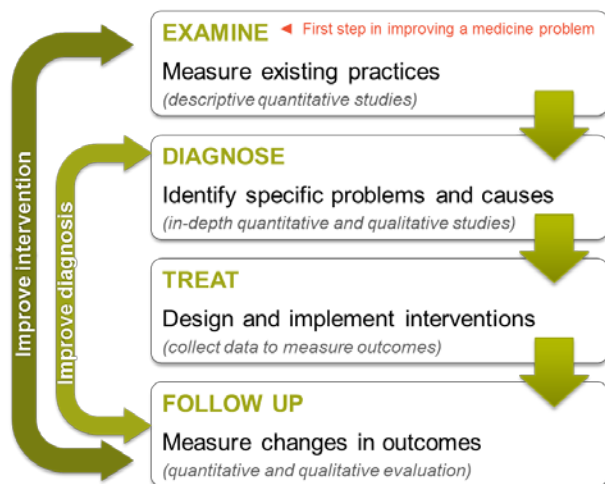 EXAMINE ◄ First step in improving a medicine problem
Measure existing practices
(descriptive quantitative studies)
DIAGNOSE
Identify specific problems and causes
(in-depth quantitative and qualitative studies)
TREAT
Design and implement interventions
(collect data to measure outcomes)
FOLLOW UP
Measure changes in outcomes
(quantitative and qualitative evaluation)
Improve intervention
Improve diagnosis